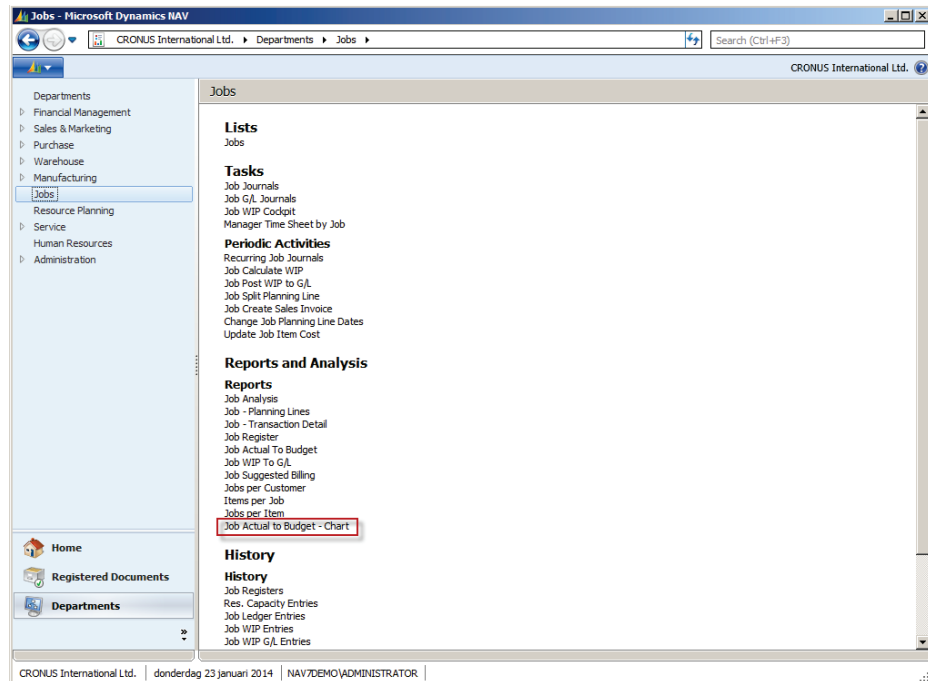 Jobs - Microsoft Dynamics NAV
CRONUS International Ltd. Departments Jobs
Search (Ctrl+F3)
CRONUS International Ltd.
Departments
Financial Management
Sales & Marketing
Purchase
Warehouse
Manufacturing
Jobs
Resource Planning
Service
Human Resources
Administration
Home
Registered Documents
Departments
Jobs
Lists
Jobs
Tasks
Job Journals
Job G/L Journals
Job WIP Cockpit
Manager Time Sheet by Job
Periodic Activities
Recurring Job Journals
Job Calculate WIP
Job Post WIP to G/L
Job Split Planning Line
Job Create Sales Invoice
Change Job Planning Line Dates
Update Job Item Cost
Reports and Analysis
Reports
Job Analysis
Job - Planning Lines
Job - Transaction Detail
Job Register
Job Actual To Budget
Job WIP To G/L
Job Suggested Billing
Jobs per Customer
Items per Job
Jobs per Item
Job Actual to Budget - Chart
History
History
Job Registers
Res. Capacity Entries
Job Ledger Entries
Job WIP Entries
Job WIP G/L Entries
CRONUS International Ltd. donderdag 23 januari 2014 NAV7DEMO\ADMINISTRATOR